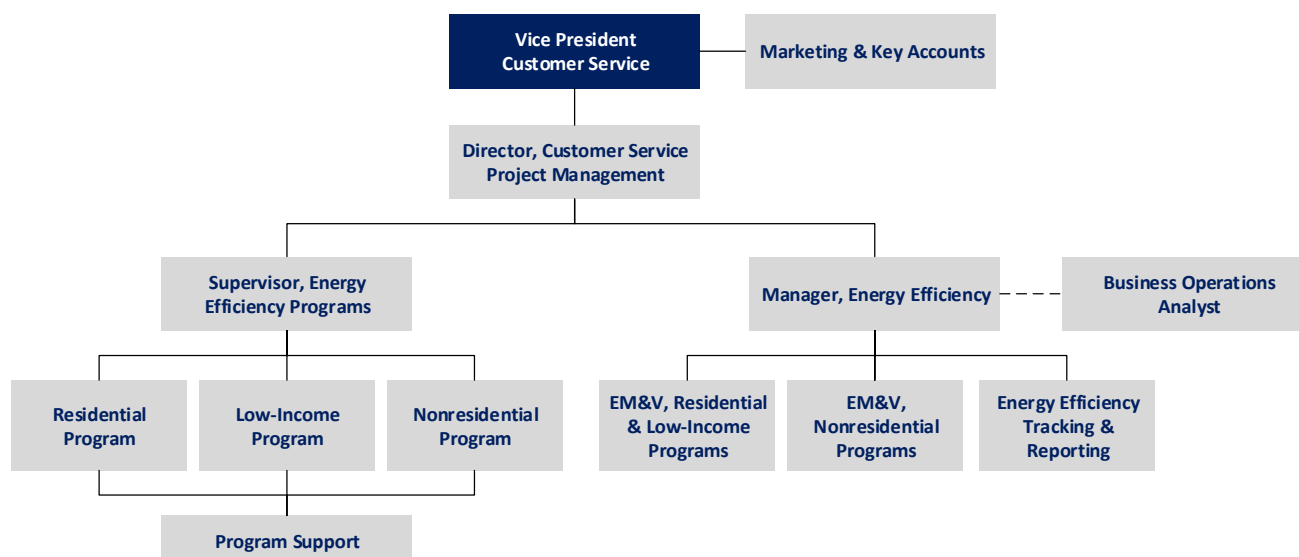 Vice President
Customer Service
Marketing & Key Accounts
Director, Customer Service
Project Management
Supervisor, Energy
Efficiency Programs
Manager, Energy Efficiency
Business Operations
Analyst
Residential
Program
Low-Income
Program
Nonresidential
Program
EM&V, Residential
& Low-Income
Programs
EM&V,
Nonresidential
Programs
Energy Efficiency
Tracking &
Reporting
Program Support